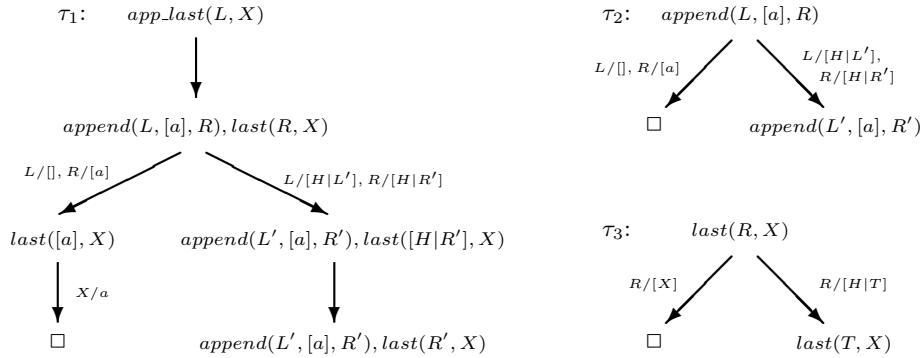 τ₁: app_last(L, X)
append(L, [a], R), last(R, X)
L/[], R/[a]
L/[H|L′], R/[H|R′]
last([a], X)
append(L′, [a], R′), last([H|R′], X)
X/a
□
append(L′, [a], R′), last(R′, X)
τ₂: append(L, [a], R)
L/[], R/[a]
L/[H|L′],
R/[H|R′]
□
append(L′, [a], R′)
τ₃: last(R, X)
R/[X]
R/[H|T]
□
last(T, X)